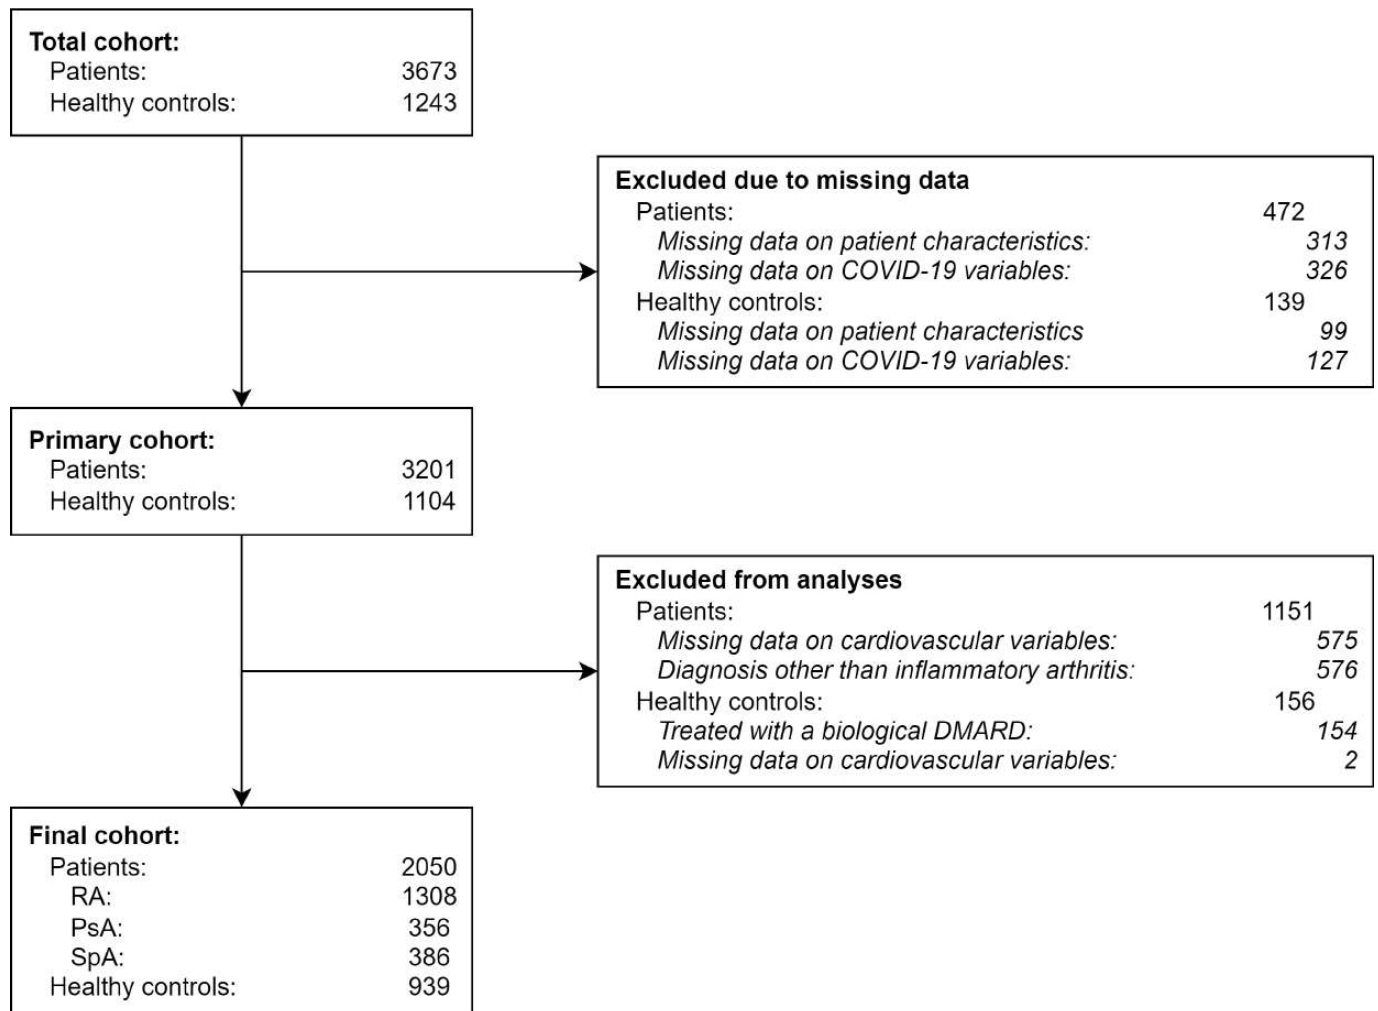 Total cohort:
Patients: 3673
Healthy controls: 1243
Excluded due to missing data
Patients: 472
Missing data on patient characteristics: 313
Missing data on COVID-19 variables: 326
Healthy controls: 139
Missing data on patient characteristics 99
Missing data on COVID-19 variables: 127
Primary cohort:
Patients: 3201
Healthy controls: 1104
Excluded from analyses
Patients: 1151
Missing data on cardiovascular variables: 575
Diagnosis other than inflammatory arthritis: 576
Healthy controls: 156
Treated with a biological DMARD: 154
Missing data on cardiovascular variables: 2
Final cohort:
Patients: 2050
RA: 1308
PsA: 356
SpA: 386
Healthy controls: 939